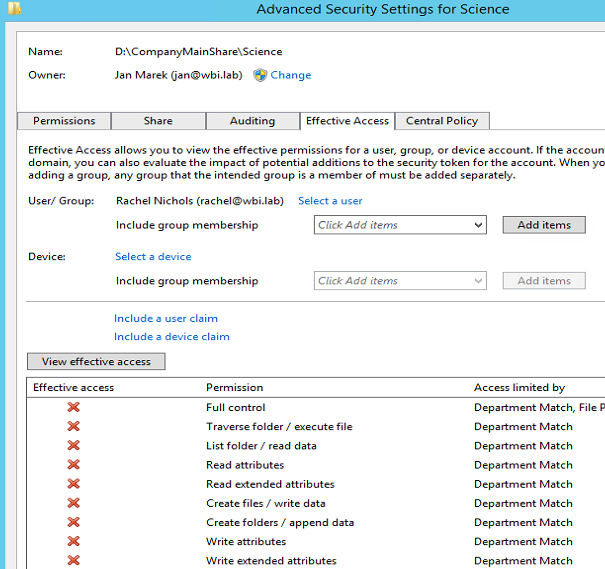 Advanced Security Settings for Science
Name: D:\CompanyMainShare\Science
Owner: Jan Marek (jan@wbi.lab) Change
Permissions Share Auditing Effective Access Central Policy
Effective Access allows you to view the effective permissions for a user, group, or device account. If the accoun
domain, you can also evaluate the impact of potential additions to the security token for the account. When yo
adding a group, any group that the intended group is a member of must be added separately.
User/ Group: Rachel Nichols (rachel@wbi.lab) Select a user
Include group membership Click Add items Add items
Device: Select a device
Include group membership Click Add items Add items
Include a user claim
Include a device claim
View effective access
Effective access Permission Access limited by
Full control Department Match, File P
Traverse folder / execute file Department Match
List folder / read data Department Match
Read attributes Department Match
Read extended attributes Department Match
Create files / write data Department Match
Create folders / append data Department Match
Write attributes Department Match
Write extended attributes Department Match